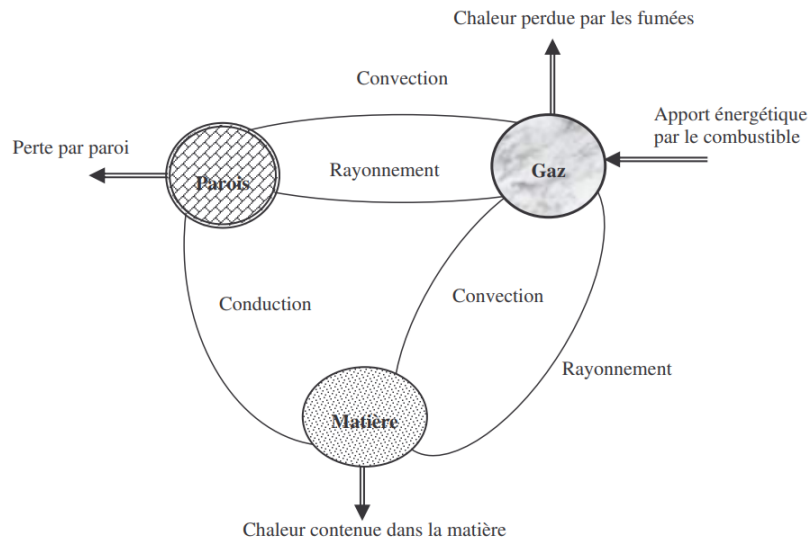 Chaleur perdue par les fumées
Convection
Apport énergétique
par le combustible
Perte par paroi
Rayonnement
Parois
Gaz
Conduction
Convection
Rayonnement
Matière
Chaleur contenue dans la matière